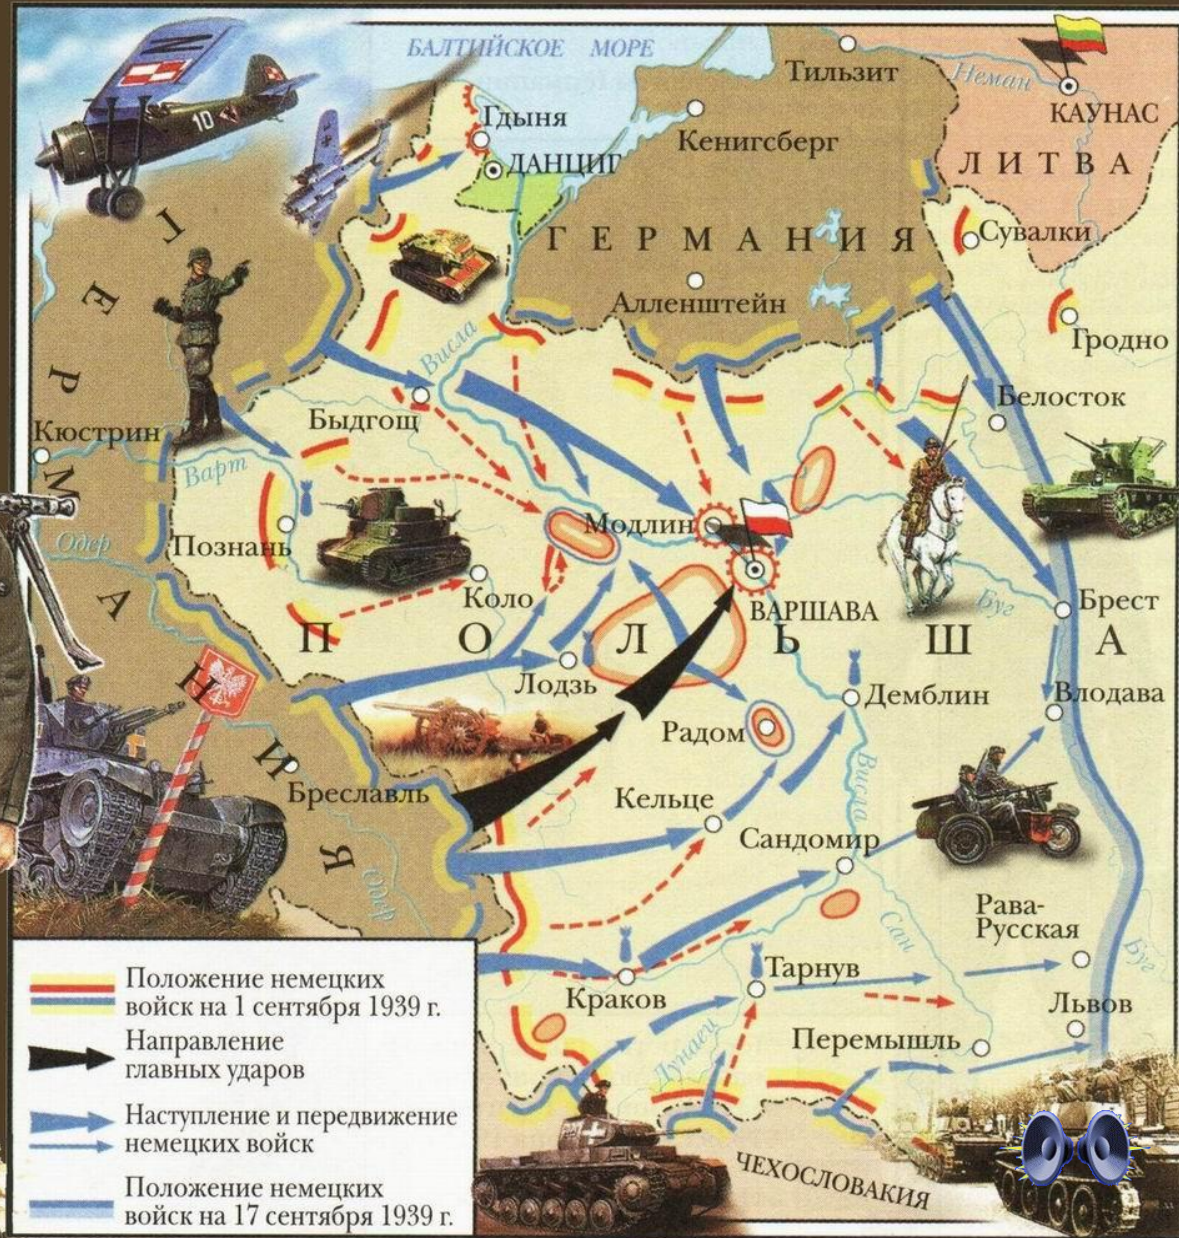 БАЛТИЙСКОЕ МОРЕ
Тильзит
Неман
КАУНАС
ЛИТВА
Гдыня
ДАНЦИГ
Кенигсберг
10
ГЕРМАНИЯ
Сувалки
Алленштейн
Гродно
ГЕРМАНИЯ
Висла
Белосток
Быдгощ
Кюстрин
Варт
Одер
Познань
Модлин
Коло
ВАРШАВА
Буг
Брест
ПОЛЬША
Лодзь
Демблин
Влодава
Радом
Бреславль
Кельце
Висла
Сандомир
Одер
Рава-
Русская
Сан
Буг
Краков
Тарнув
Львов
Дунаец
Перемышль
ЧЕХОСЛОВАКИЯ
Положение немецких
войск на 1 сентября 1939 г.
Направление
главных ударов
Наступление и передвижение
немецких войск
Положение немецких
войск на 17 сентября 1939 г.